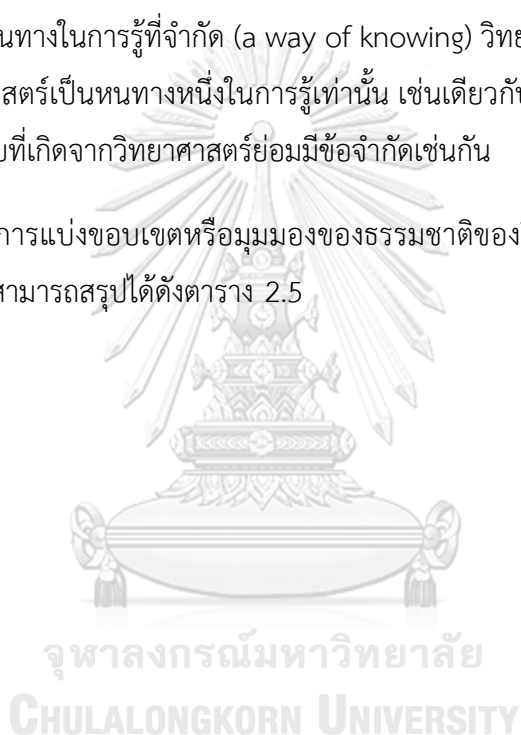 นทางในการรู้ที่จำกัด (a way of knowing) วิทย
สตร์เป็นหนทางหนึ่งในการรู้เท่านั้น เช่นเดียวกั
ที่เกิดจากวิทยาศาสตร์ย่อมมีข้อจำกัดเช่นกัน
การแบ่งขอบเขตหรือมุมมองของธรรมชาติของ
สามารถสรุปได้ดังตาราง 2.5
จุฬาลงกรณ์มหาวิทยาลัย
CHULALONGKORN UNIVERSITY